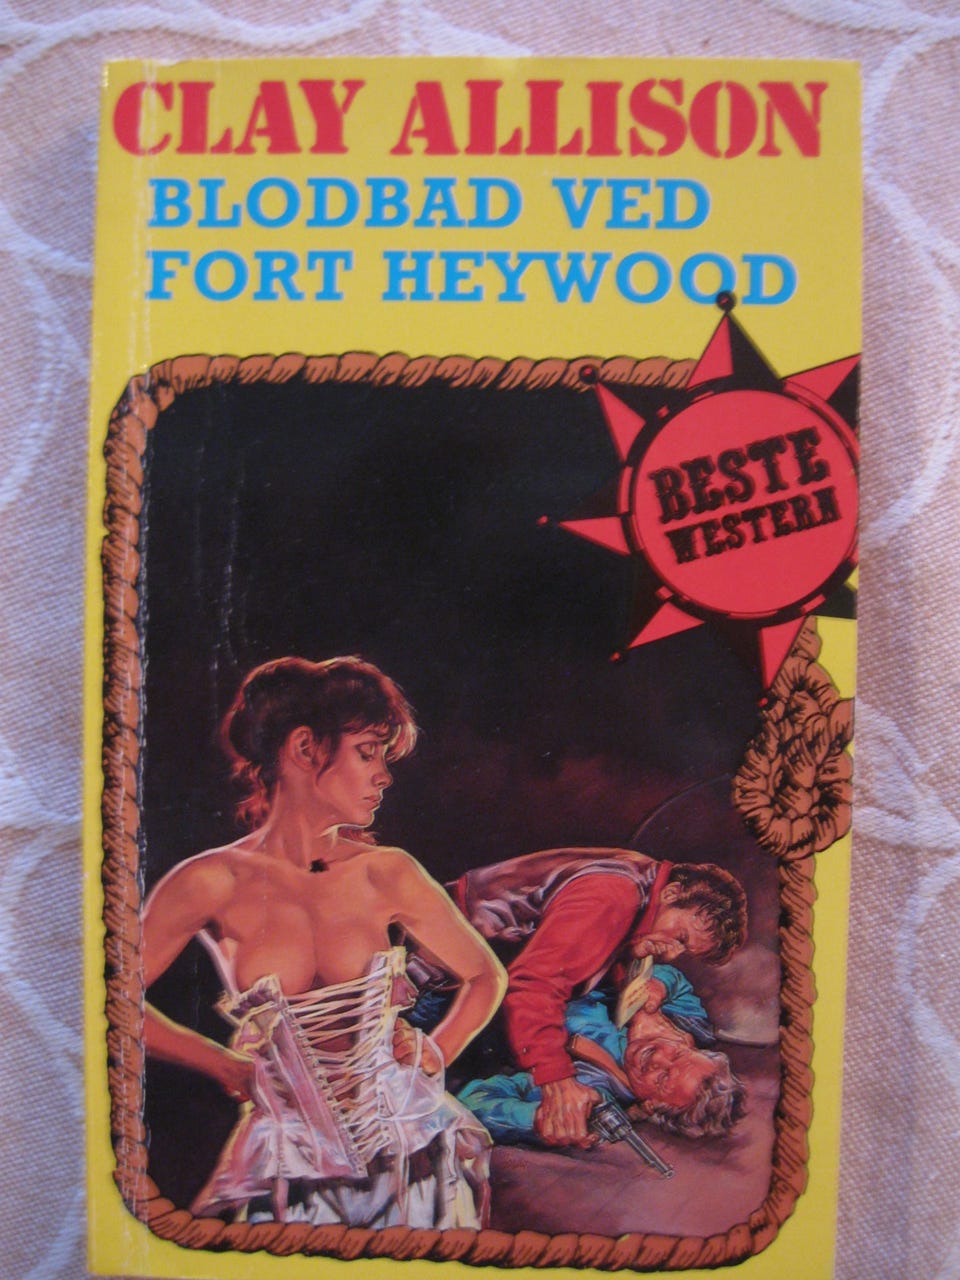 CLAY ALLISON
BLODBAD VED
FORT HEYWOOD
BESTE
WESTERN